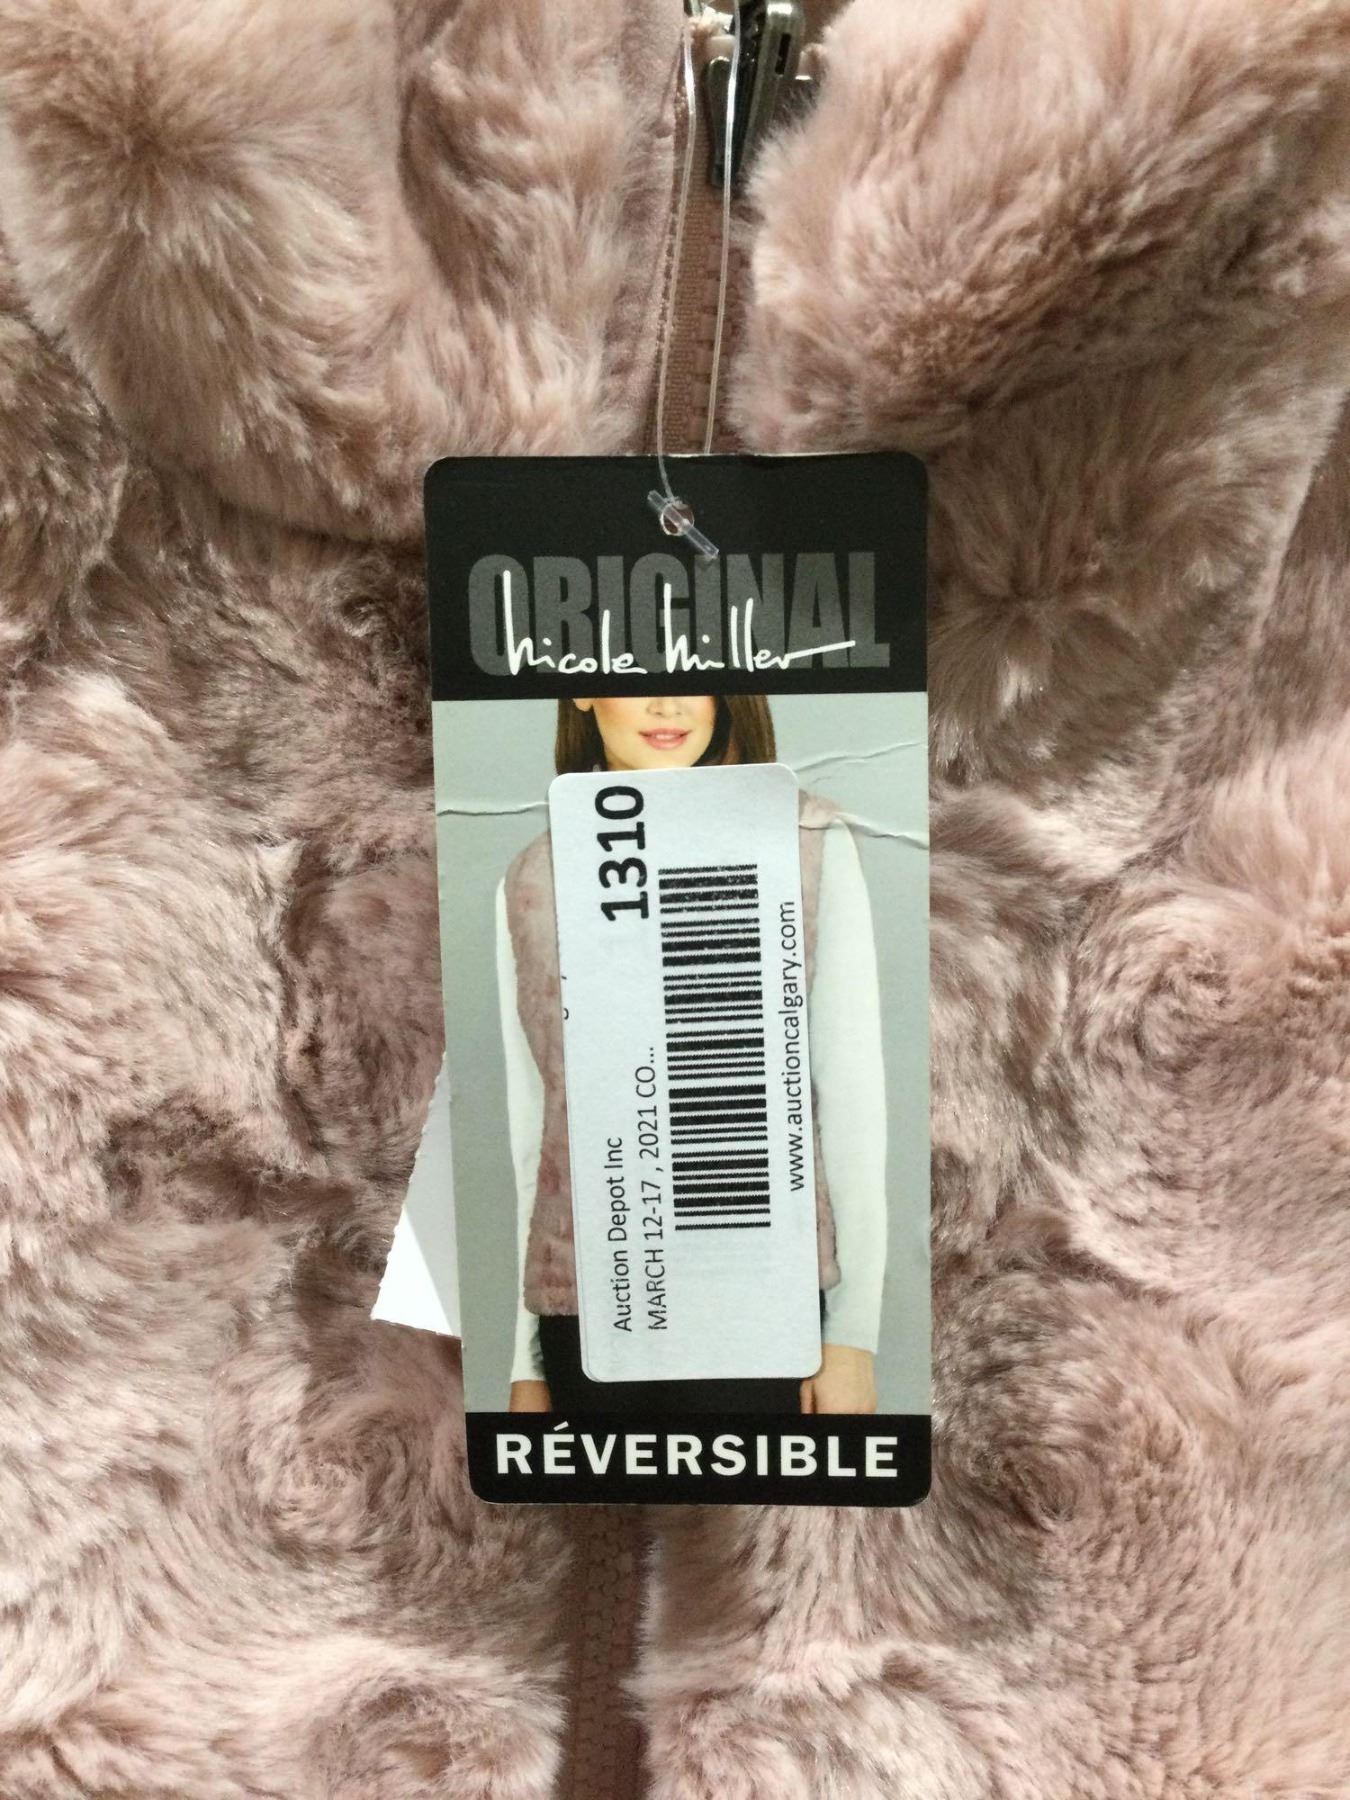 ORIGINAL
nicole miller
1310
Auction Depot Inc
MARCH 12-17 , 2021 CO...
www.auctioncalgary.com
RÉVERSIBLE